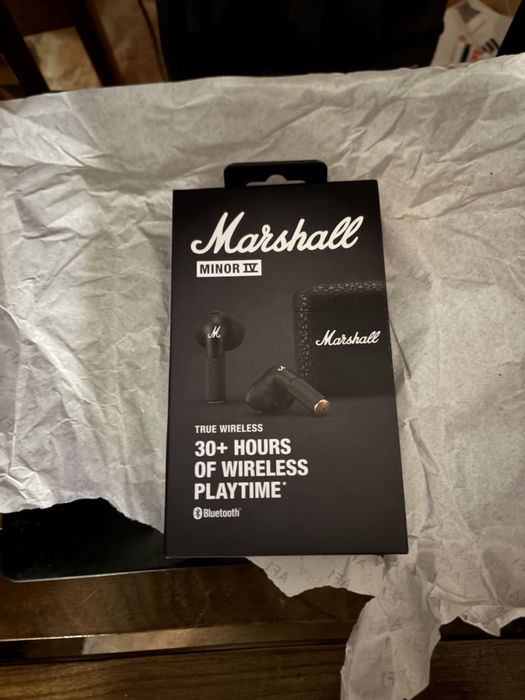 Marshall
MINOR IV
M
Marshall
TRUE WIRELESS
30+ HOURS
OF WIRELESS
PLAYTIME*
Bluetooth®